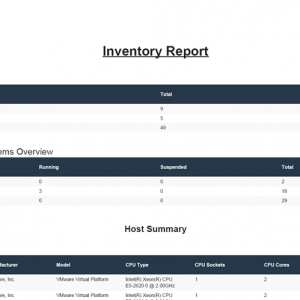 Inventory Report
Total
9
5
49
ems Overview
Running Suspended Total
0 0 2
3 0 18
0 0 29
Host Summary
facturer Model CPU Type CPU Sockets CPU Cores
are, Inc. VMware Virtual Platform Intel(R) Xeon(R) CPU 1 2
E5-2620 0 @ 2.00GHz
are, Inc. VMware Virtual Platform Intel(R) Xeon(R) CPU 1 2